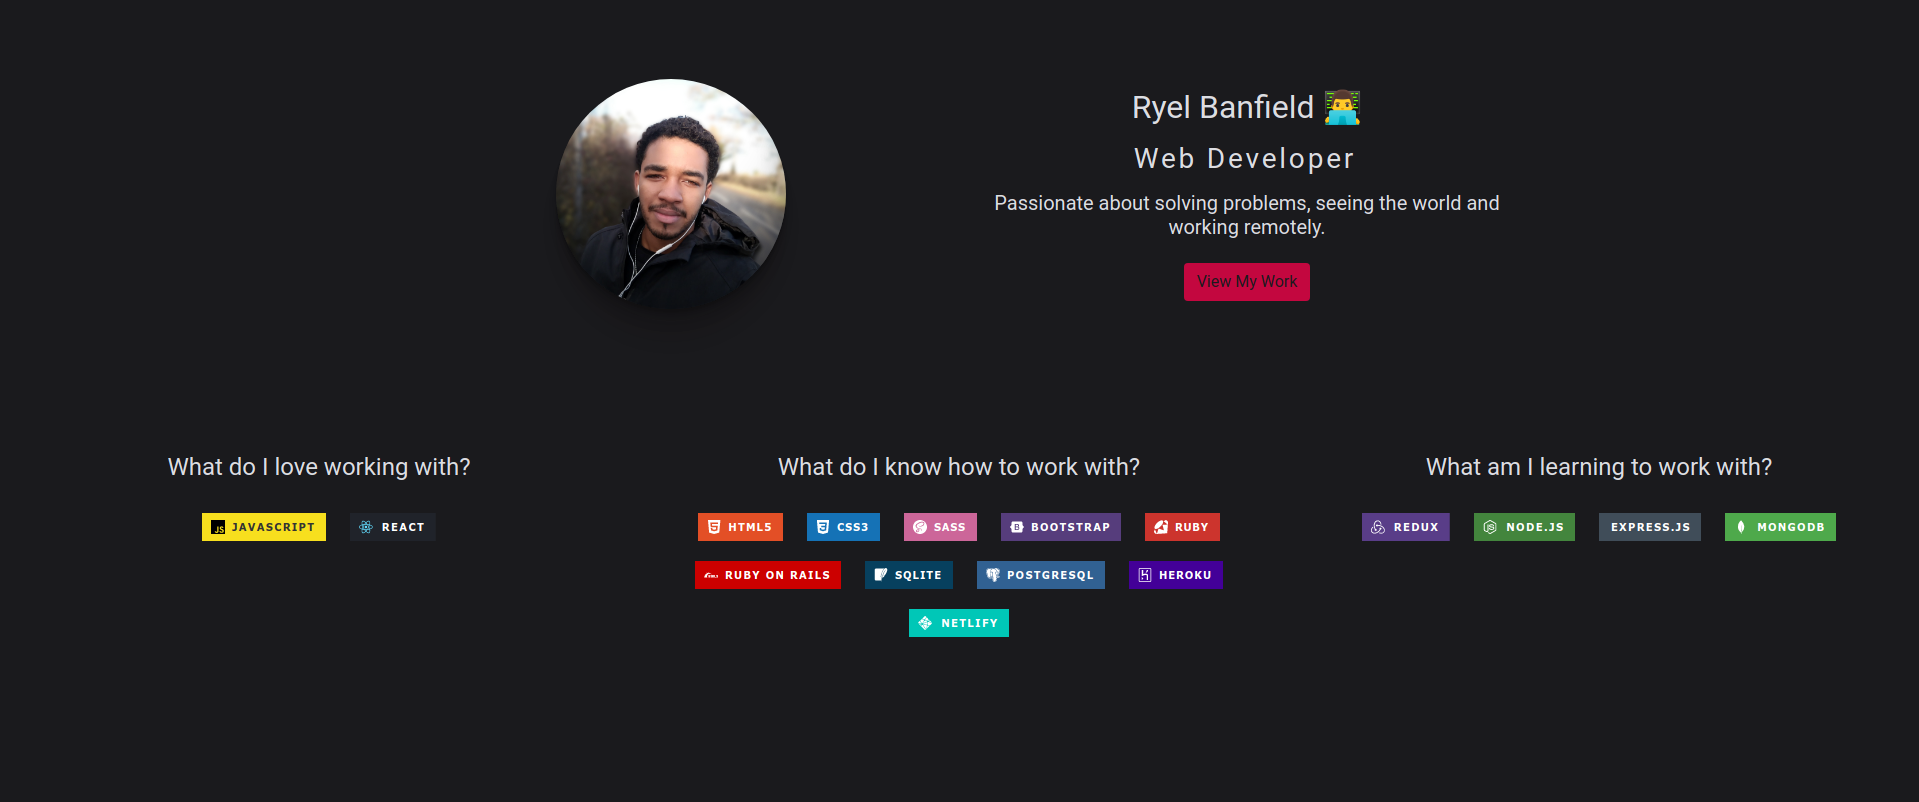 Ryel Banfield 👨‍💻
Web Developer
Passionate about solving problems, seeing the world and
working remotely.
View My Work
What do I love working with?
JAVASCRIPT REACT
What do I know how to work with?
HTML5 CSS3 SASS BOOTSTRAP RUBY
RUBY ON RAILS SQLITE POSTGRESQL HEROKU
NETLIFY
What am I learning to work with?
REDUX NODE.JS EXPRESS.JS MONGODB